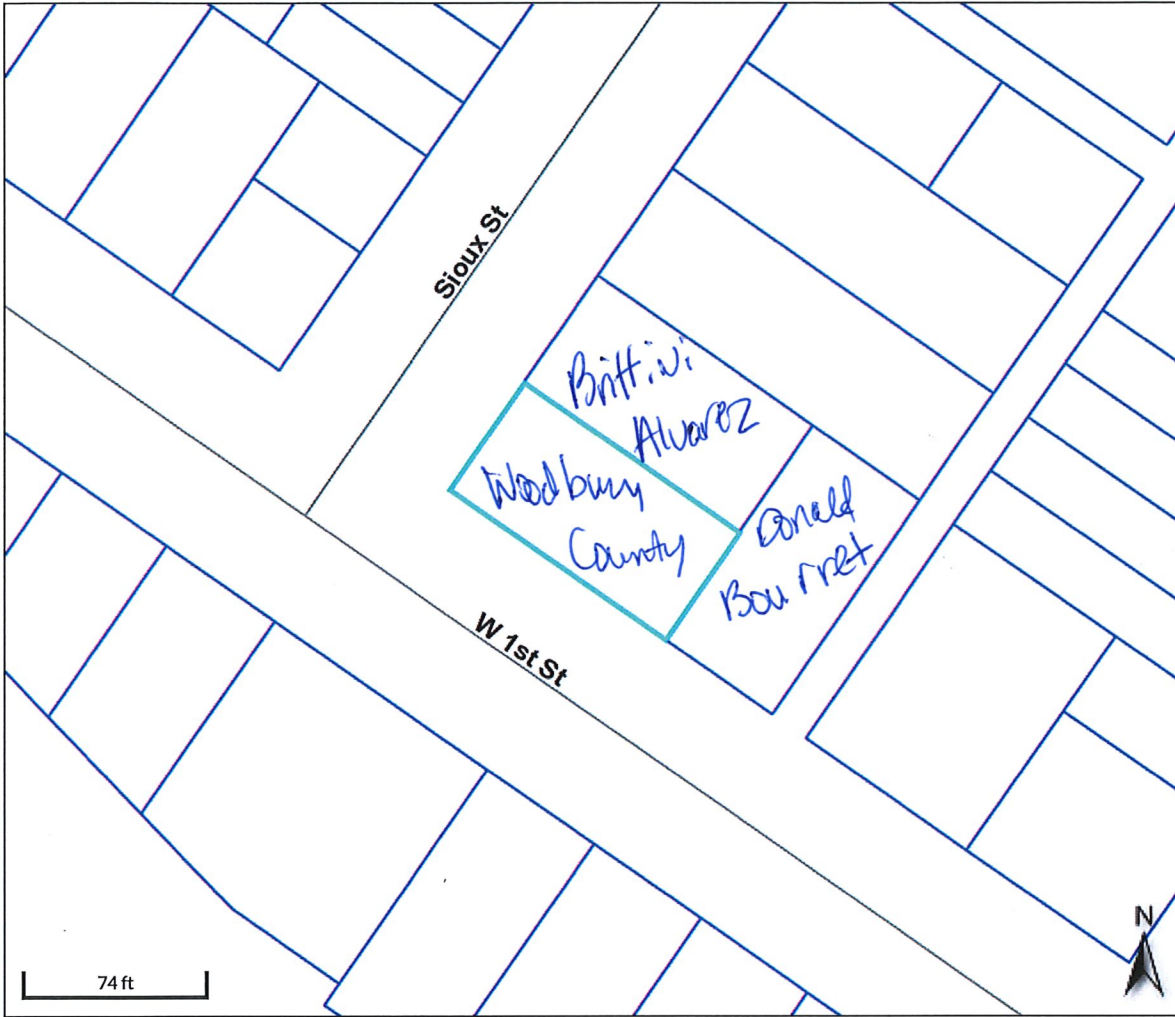 Sioux St
Brittini
Alvarez
Woodbury
County
Donald
Bourret
W 1st St
N
74 ft